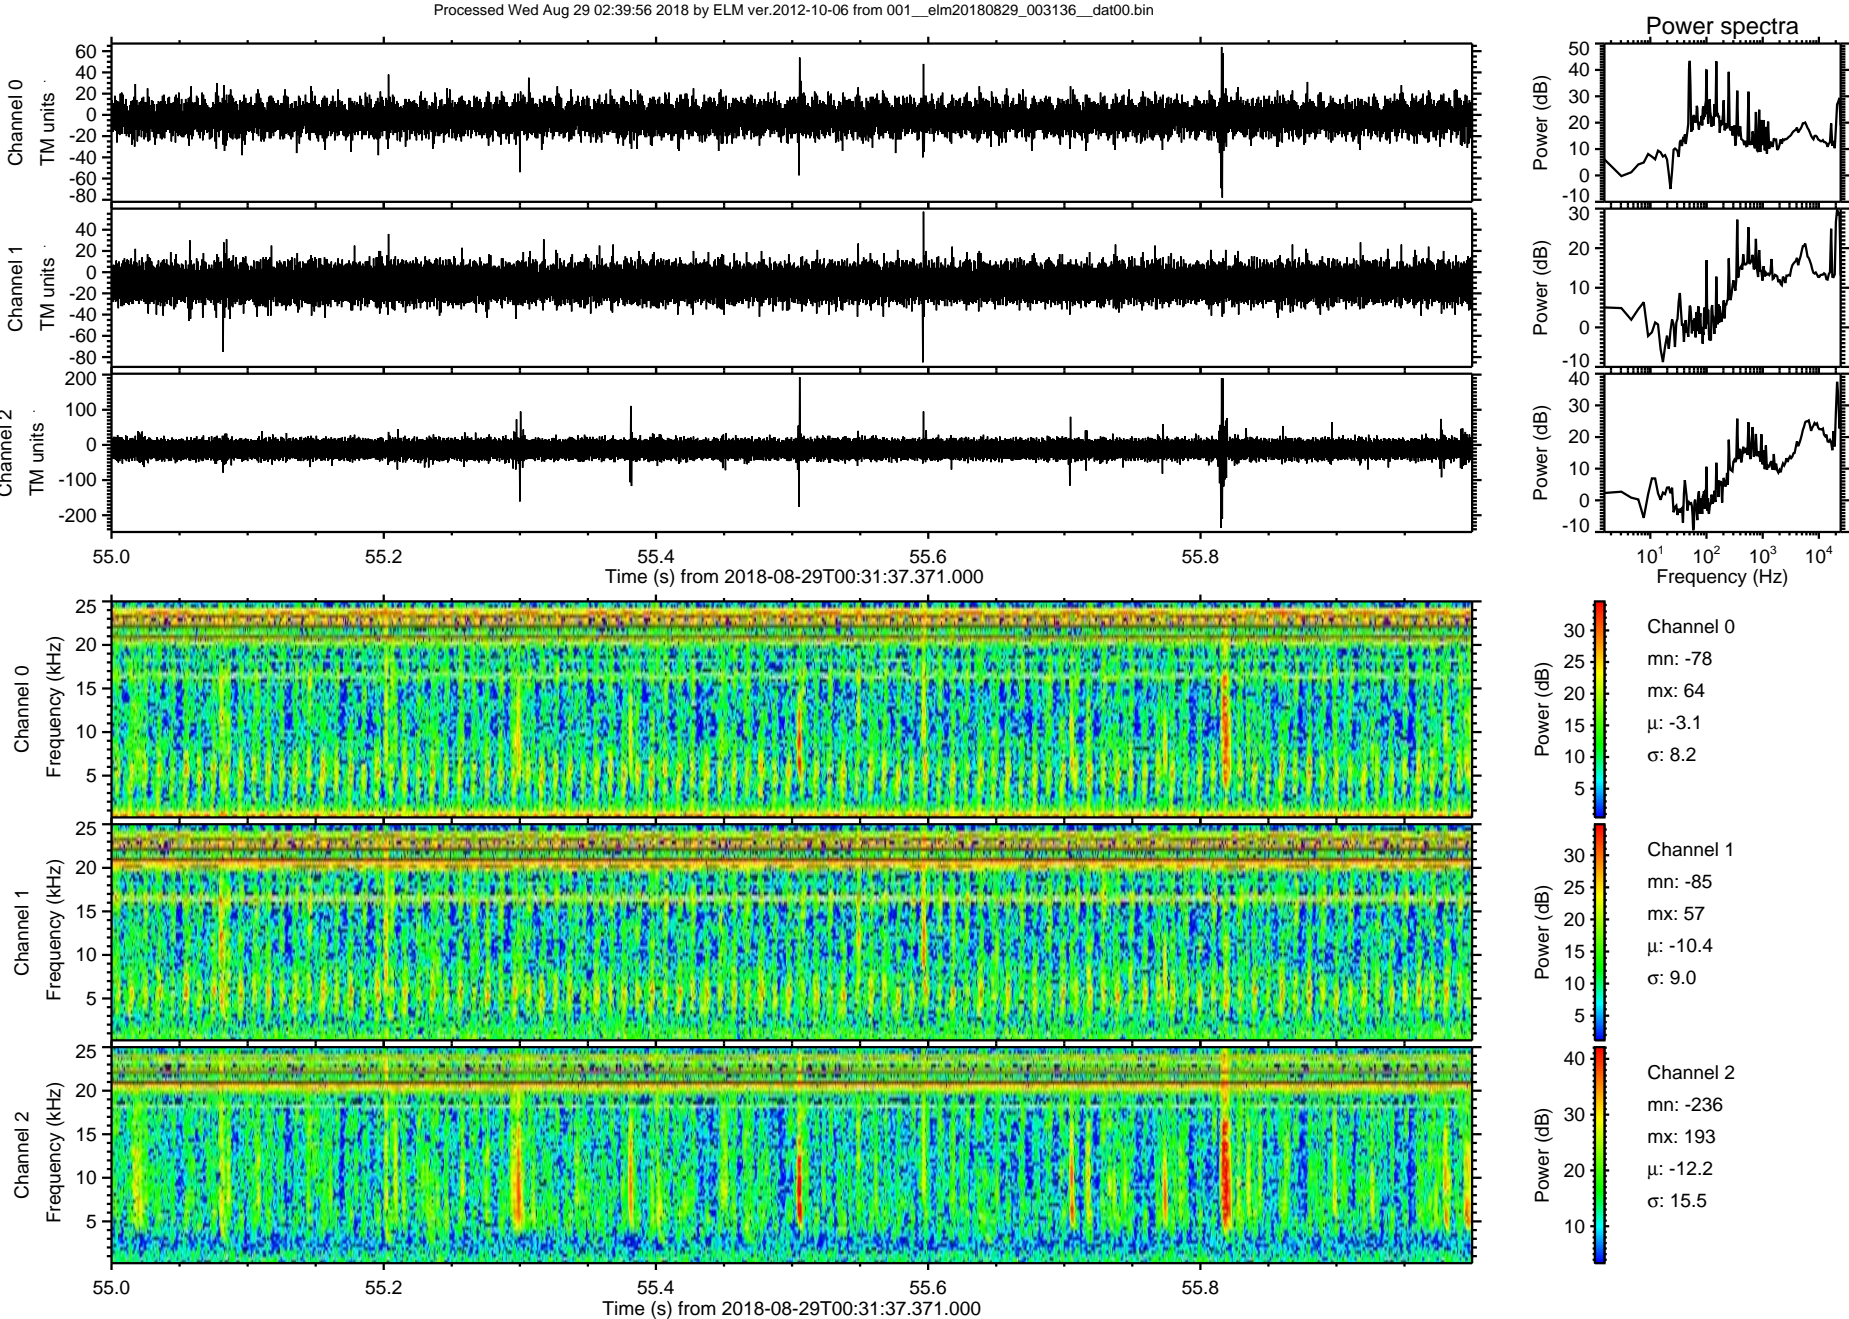 Processed Wed Aug 29 02:39:56 2018 by ELM ver.2012-10-06 from 001__elm20180829_003136__dat00.bin
Power spectra
Channel 0
TM units
60
40
20
0
-20
-40
-60
-80
Power (dB)
50
40
30
20
10
0
-10
Channel 1
TM units
40
20
0
-20
-40
-60
-80
Power (dB)
30
20
10
0
-10
Channel 2
TM units
200
100
0
-100
-200
Power (dB)
40
30
20
10
0
-10
55.0 55.2 55.4 55.6 55.8
Time (s) from 2018-08-29T00:31:37.371.000
10¹ 10² 10³ 10⁴
Frequency (Hz)
Channel 0
Frequency (kHz)
25
20
15
10
5
Power (dB)
30
25
20
15
10
5
Channel 0
mn: -78
mx: 64
μ: -3.1
σ: 8.2
Channel 1
Frequency (kHz)
25
20
15
10
5
Power (dB)
30
25
20
15
10
5
Channel 1
mn: -85
mx: 57
μ: -10.4
σ: 9.0
Channel 2
Frequency (kHz)
25
20
15
10
5
Power (dB)
40
30
20
10
Channel 2
mn: -236
mx: 193
μ: -12.2
σ: 15.5
55.0 55.2 55.4 55.6 55.8
Time (s) from 2018-08-29T00:31:37.371.000